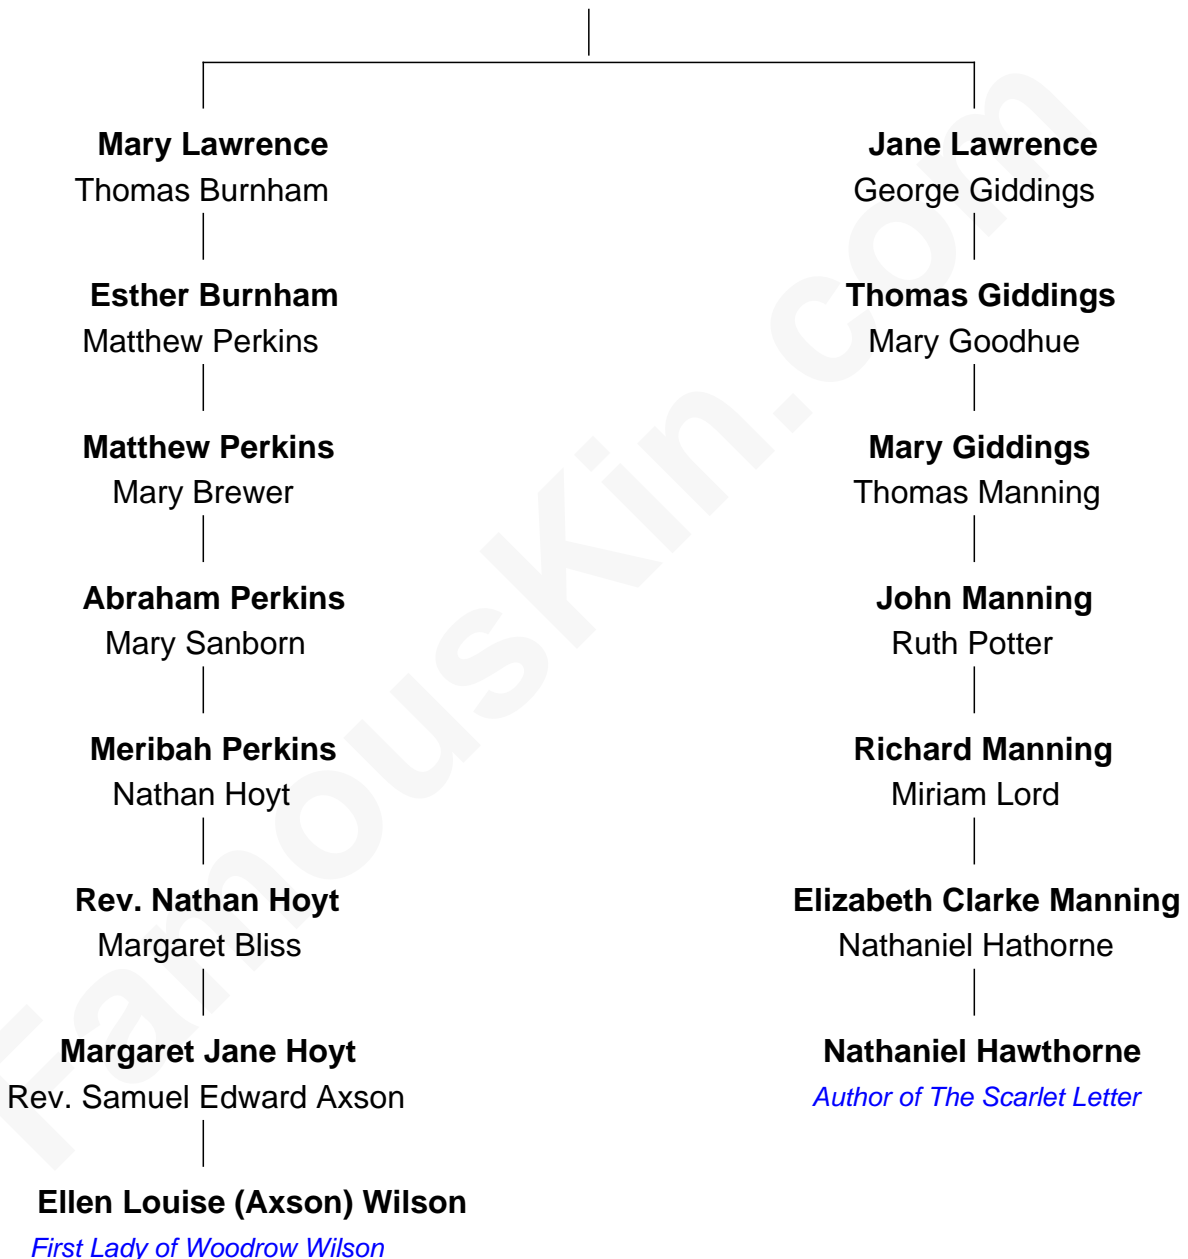 Mary Lawrence
Thomas Burnham
Jane Lawrence
George Giddings
Esther Burnham
Matthew Perkins
Thomas Giddings
Mary Goodhue
Matthew Perkins
Mary Brewer
Mary Giddings
Thomas Manning
Abraham Perkins
Mary Sanborn
John Manning
Ruth Potter
Meribah Perkins
Nathan Hoyt
Richard Manning
Miriam Lord
Rev. Nathan Hoyt
Margaret Bliss
Elizabeth Clarke Manning
Nathaniel Hathorne
Margaret Jane Hoyt
Rev. Samuel Edward Axson
Nathaniel Hawthorne
Author of The Scarlet Letter
Ellen Louise (Axson) Wilson
First Lady of Woodrow Wilson
FamousKin.com